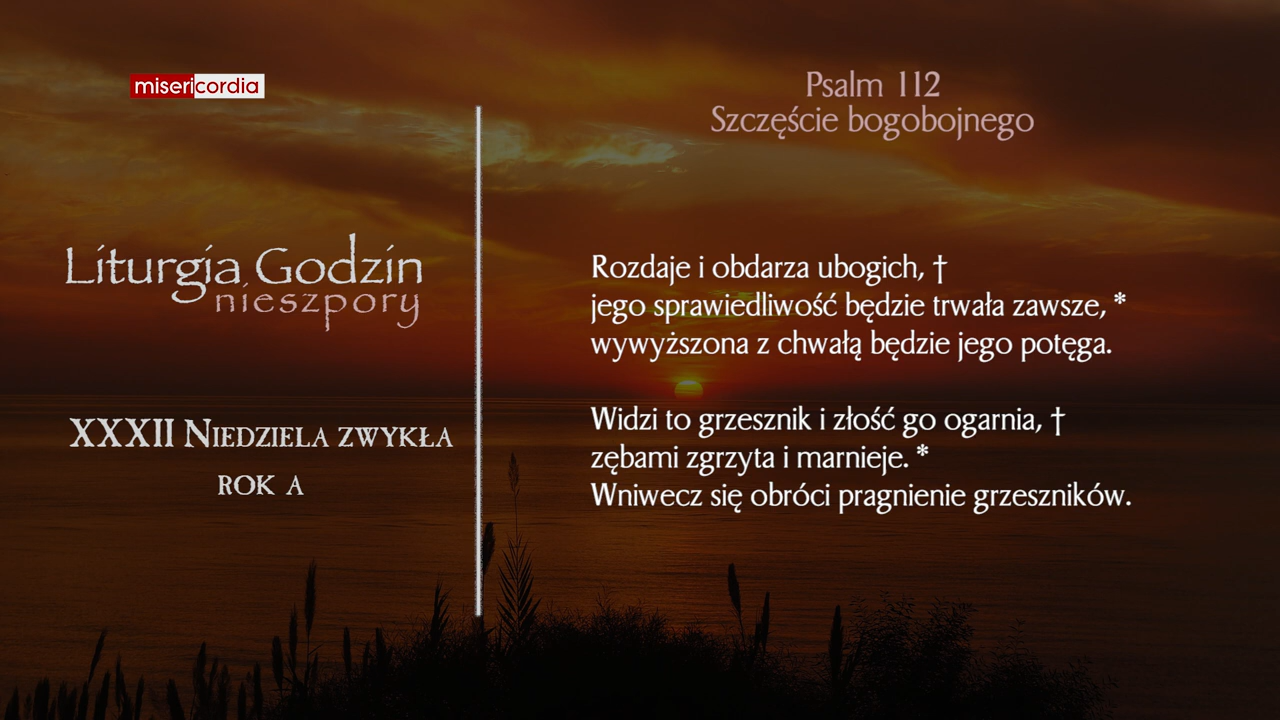 misericordia
Liturgia Godzin
nieszpory
XXXII Niedziela zwykła
rok A
Psalm 112
Szczęście bogobojnego
Rozdaje i obdarza ubogich, †
jego sprawiedliwość będzie trwała zawsze, *
wywyższona z chwałą będzie jego potęga.
Widzi to grzesznik i złość go ogarnia, †
zębami zgrzyta i marnieje. *
Wniwecz się obróci pragnienie grzeszników.